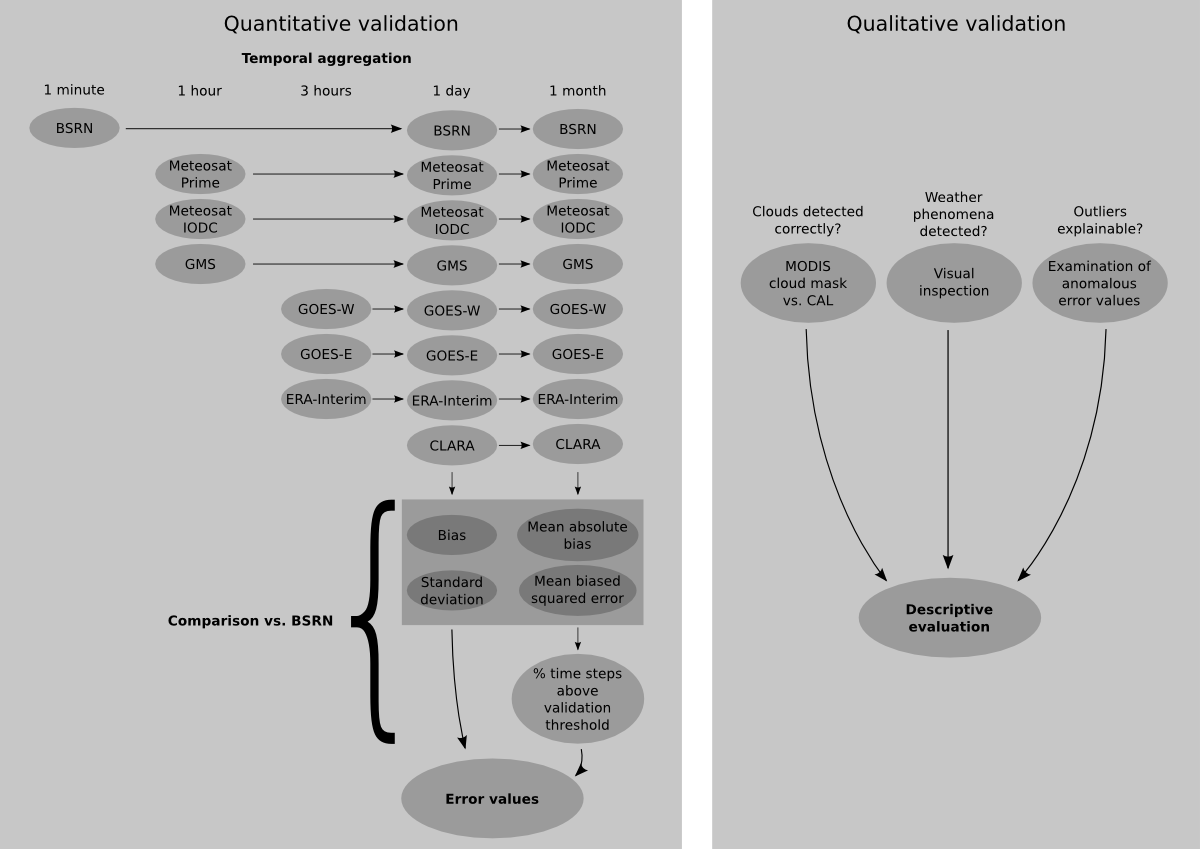 Quantitative validation
Temporal aggregation
1 minute
1 hour
3 hours
1 day
1 month
BSRN
BSRN
BSRN
Meteosat
Prime
Meteosat
Prime
Meteosat
Prime
Meteosat
IODC
Meteosat
IODC
Meteosat
IODC
GMS
GMS
GMS
GOES-W
GOES-W
GOES-W
GOES-E
GOES-E
GOES-E
ERA-Interim
ERA-Interim
ERA-Interim
CLARA
CLARA
Bias
Mean absolute
bias
Standard
deviation
Mean biased
squared error
Comparison vs. BSRN
% time steps
above
validation
threshold
Error values
Qualitative validation
Clouds detected
correctly?
Weather
phenomena
detected?
Outliers
explainable?
MODIS
cloud mask
vs. CAL
Visual
inspection
Examination of
anomalous
error values
Descriptive
evaluation